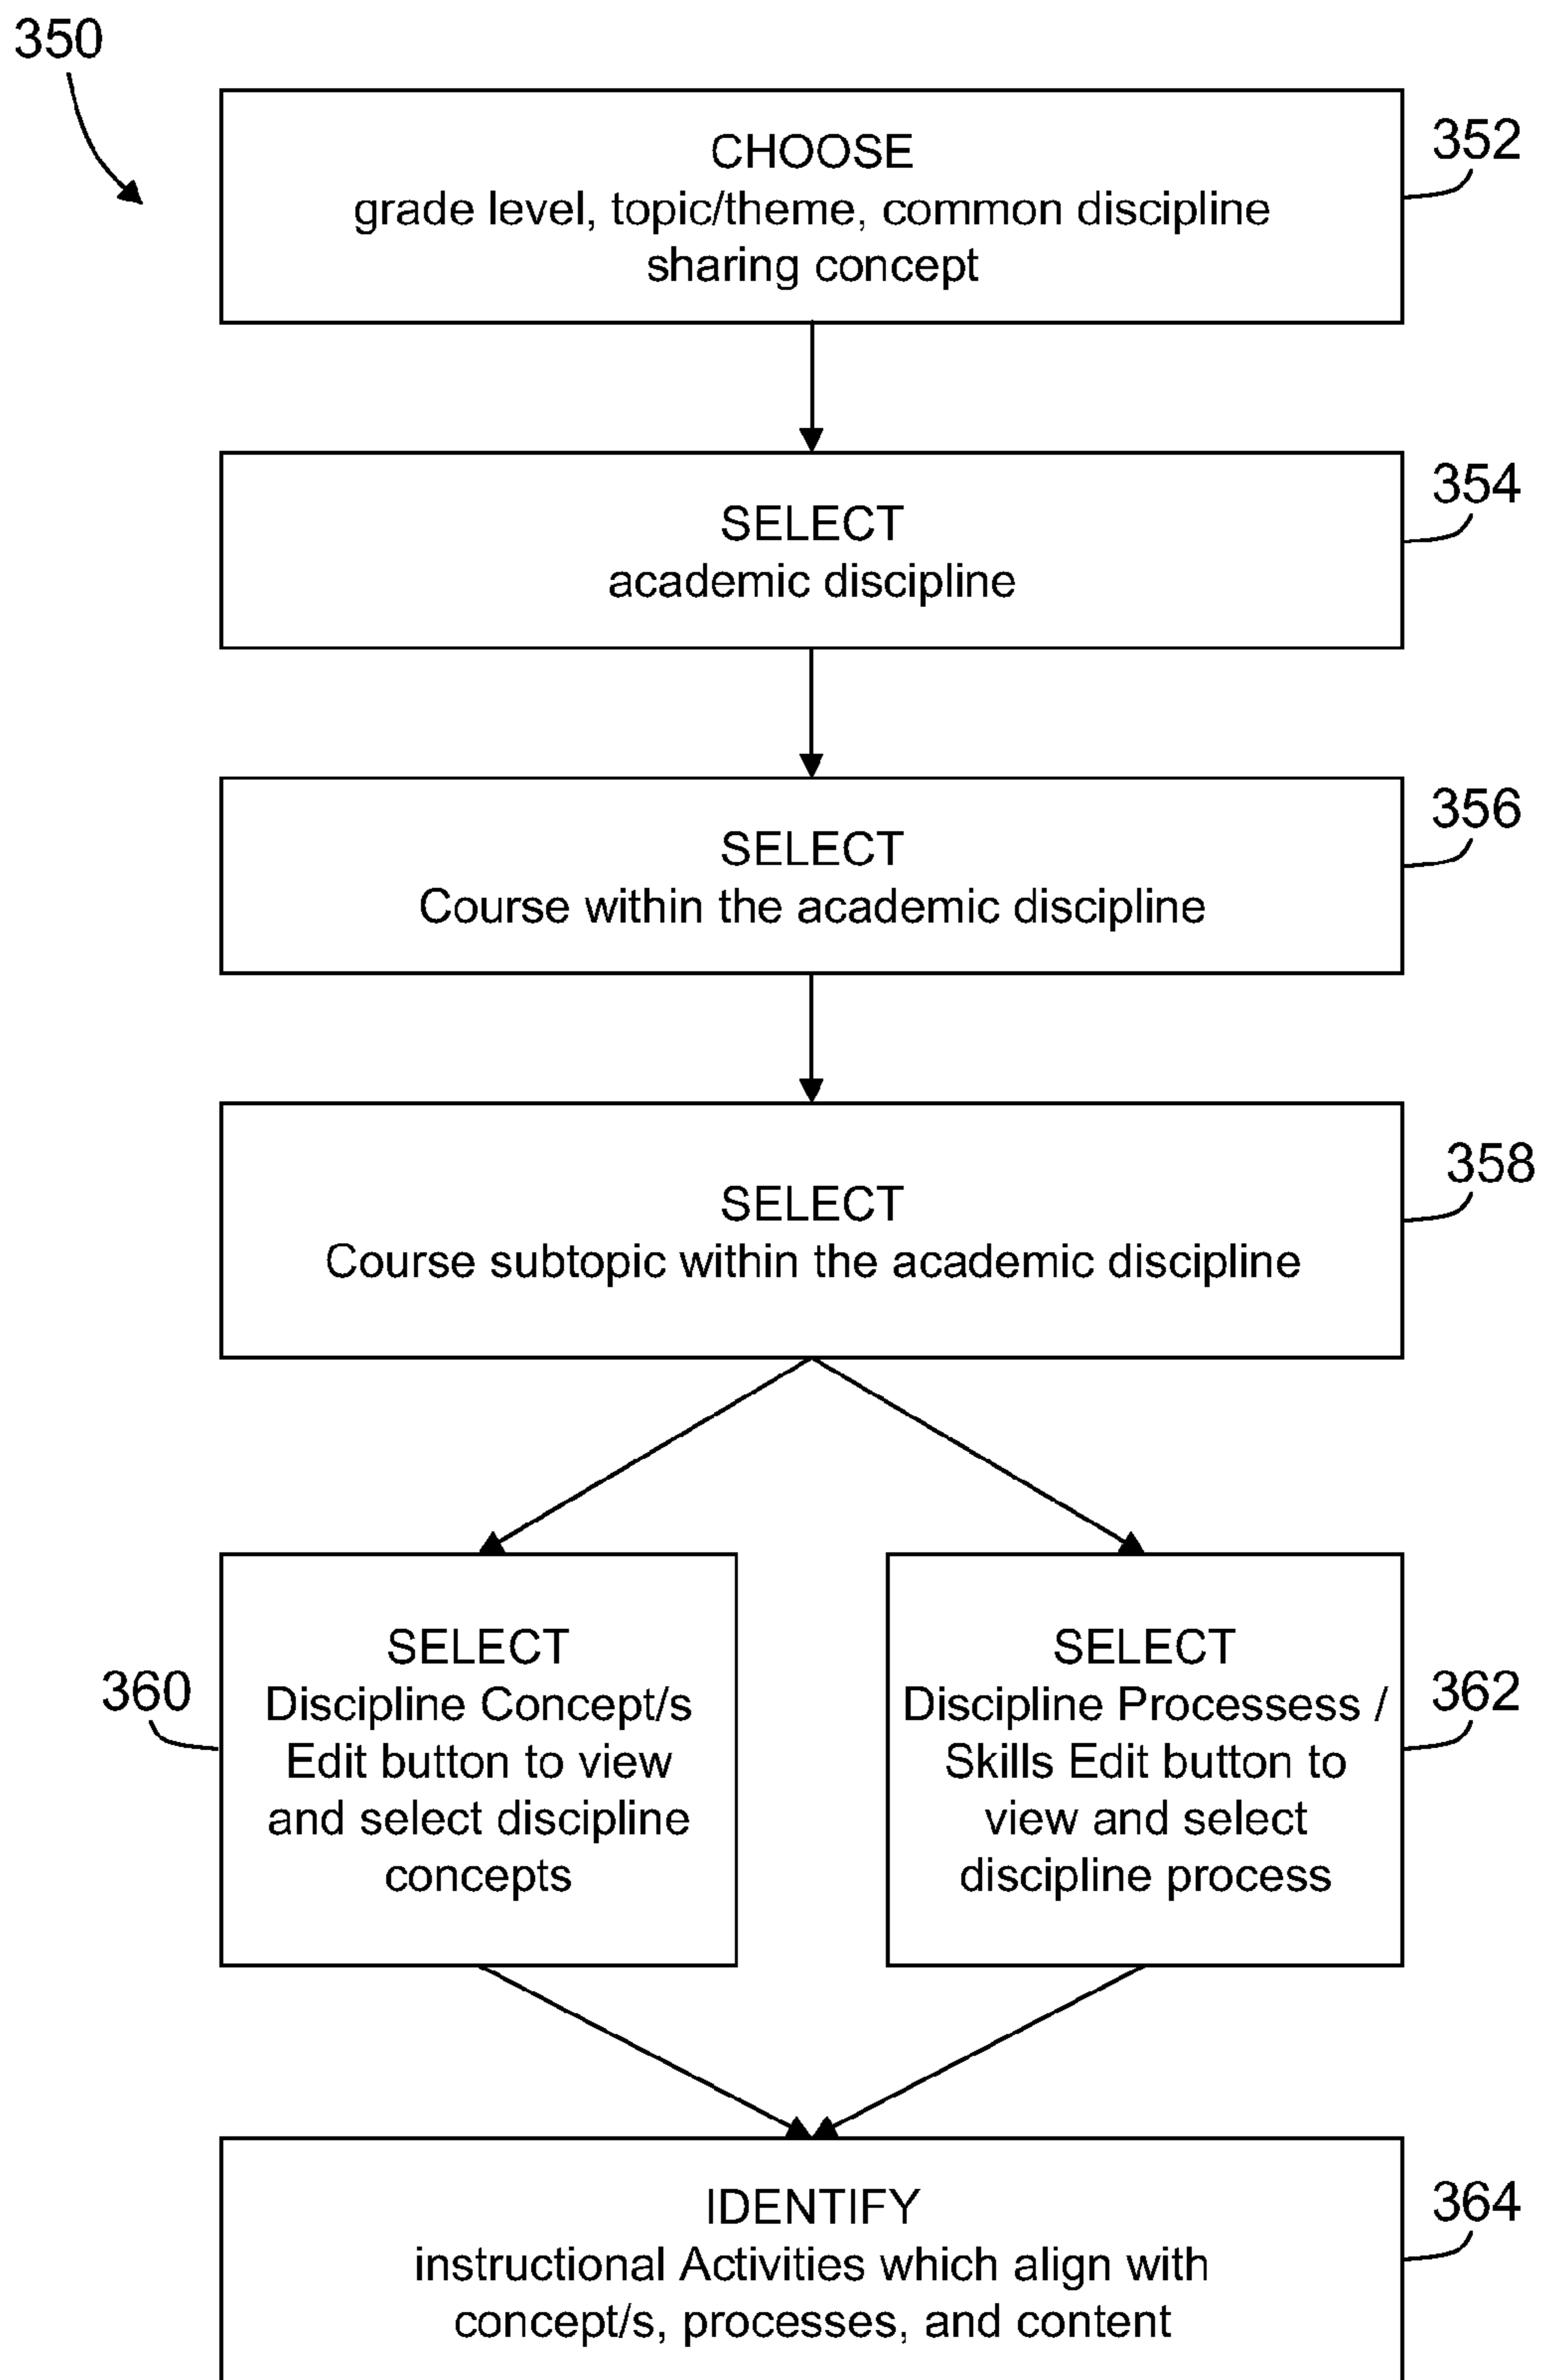 350
CHOOSE
352
grade level, topic/theme, common discipline
sharing concept
SELECT
354
academic discipline
SELECT
356
Course within the academic discipline
SELECT
358
Course subtopic within the academic discipline
360
SELECT
Discipline Concept/s
Edit button to view
and select discipline
concepts
SELECT
Discipline Processess /
Skills Edit button to
view and select
discipline process
362
IDENTIFY
364
instructional Activities which align with
concept/s, processes, and content